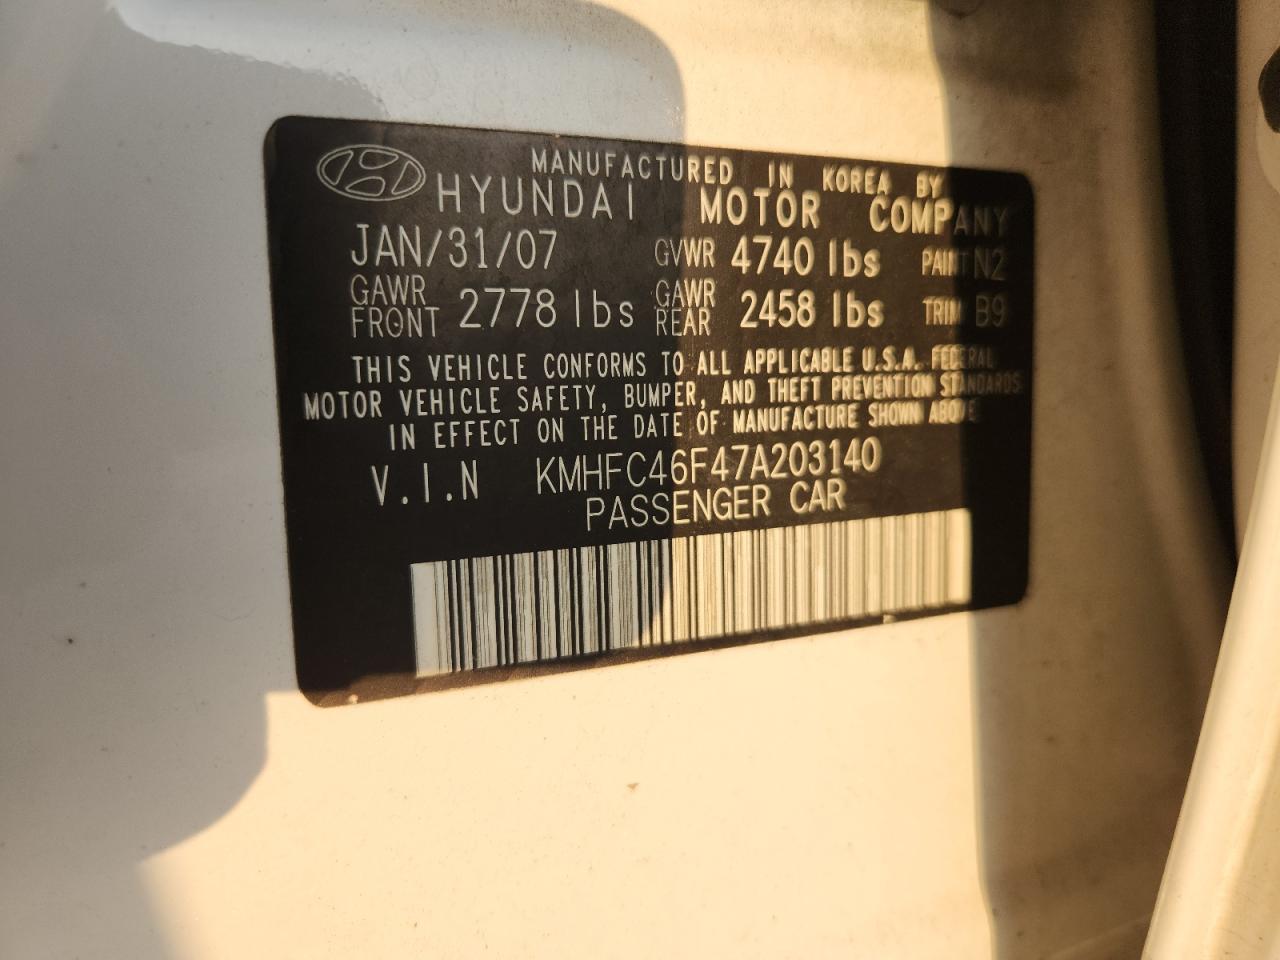 MANUFACTURED IN KOREA BY
HYUNDAI MOTOR COMPANY
JAN/31/07 GVWR 4740 lbs PAINT N2
GAWR FRONT 2778 lbs GAWR REAR 2458 lbs TRIM B9
THIS VEHICLE CONFORMS TO ALL APPLICABLE U.S.A. FEDERAL
MOTOR VEHICLE SAFETY, BUMPER, AND THEFT PREVENTION STANDARDS
IN EFFECT ON THE DATE OF MANUFACTURE SHOWN ABOVE
V.I.N KMHFC46F47A203140
PASSENGER CAR